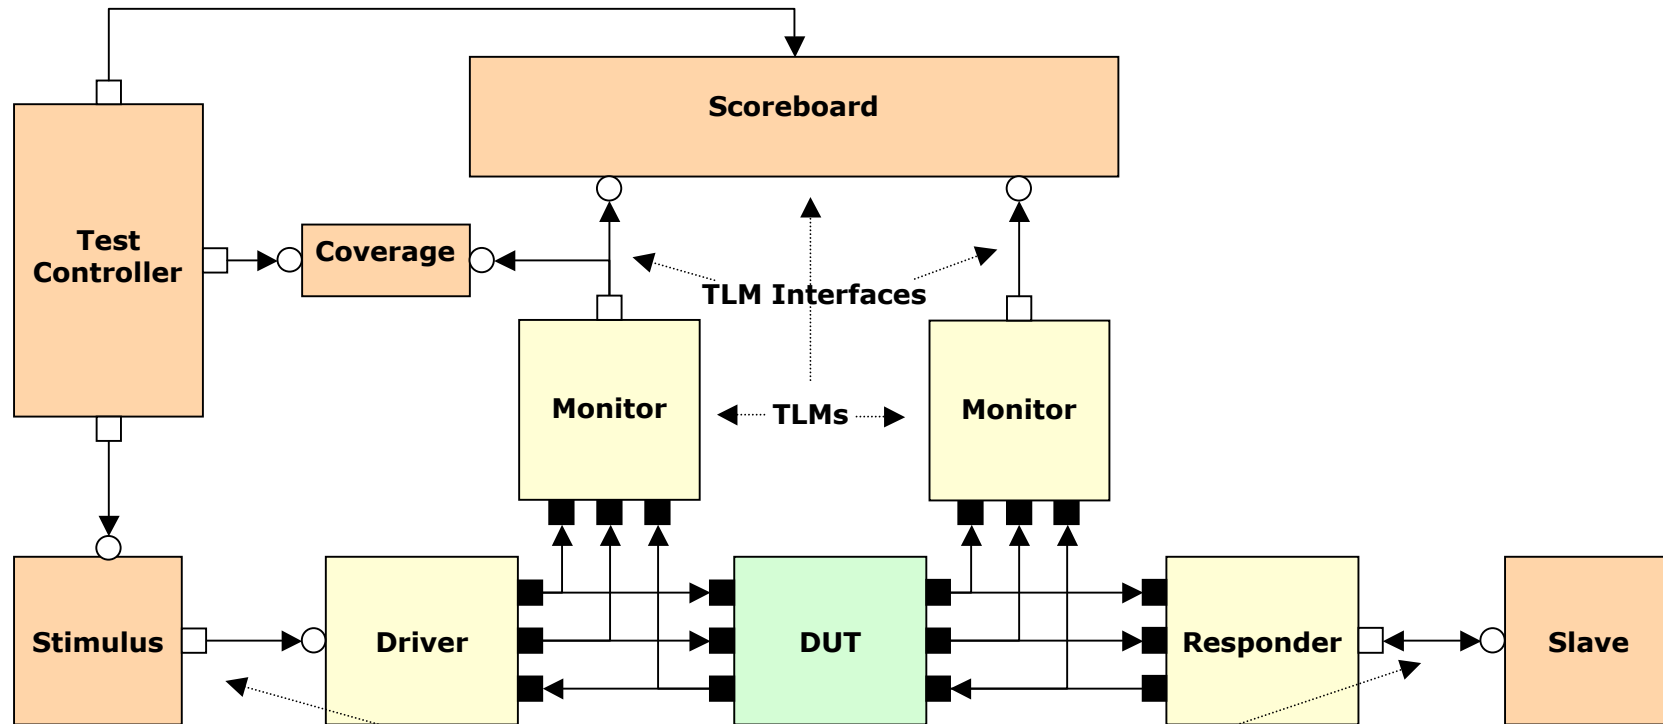 Scoreboard
Test
Controller
Coverage
TLM Interfaces
Monitor
TLMs
Monitor
Stimulus
Driver
DUT
Responder
Slave